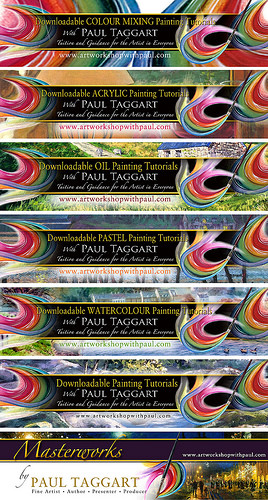 Downloadable COLOUR MIXING Painting Tutorials
With PAUL TAGGART
Tuition and Guidance for the Artist in Everyone
www.artworkshopwithpaul.com
Downloadable ACRYLIC Painting Tutorials
With PAUL TAGGART
Tuition and Guidance for the Artist in Everyone
www.artworkshopwithpaul.com
Downloadable OIL Painting Tutorials
With PAUL TAGGART
Tuition and Guidance for the Artist in Everyone
www.artworkshopwithpaul.com
Downloadable PASTEL Painting Tutorials
With PAUL TAGGART
Tuition and Guidance for the Artist in Everyone
www.artworkshopwithpaul.com
Downloadable WATERCOLOUR Painting Tutorials
With PAUL TAGGART
Tuition and Guidance for the Artist in Everyone
www.artworkshopwithpaul.com
Downloadable Painting Tutorials
With PAUL TAGGART
Tuition and Guidance for the Artist in Everyone
www.artworkshopwithpaul.com
Masterworks
www.artworkshopwithpaul.com
by PAUL TAGGART
Fine Artist • Author • Presenter • Producer